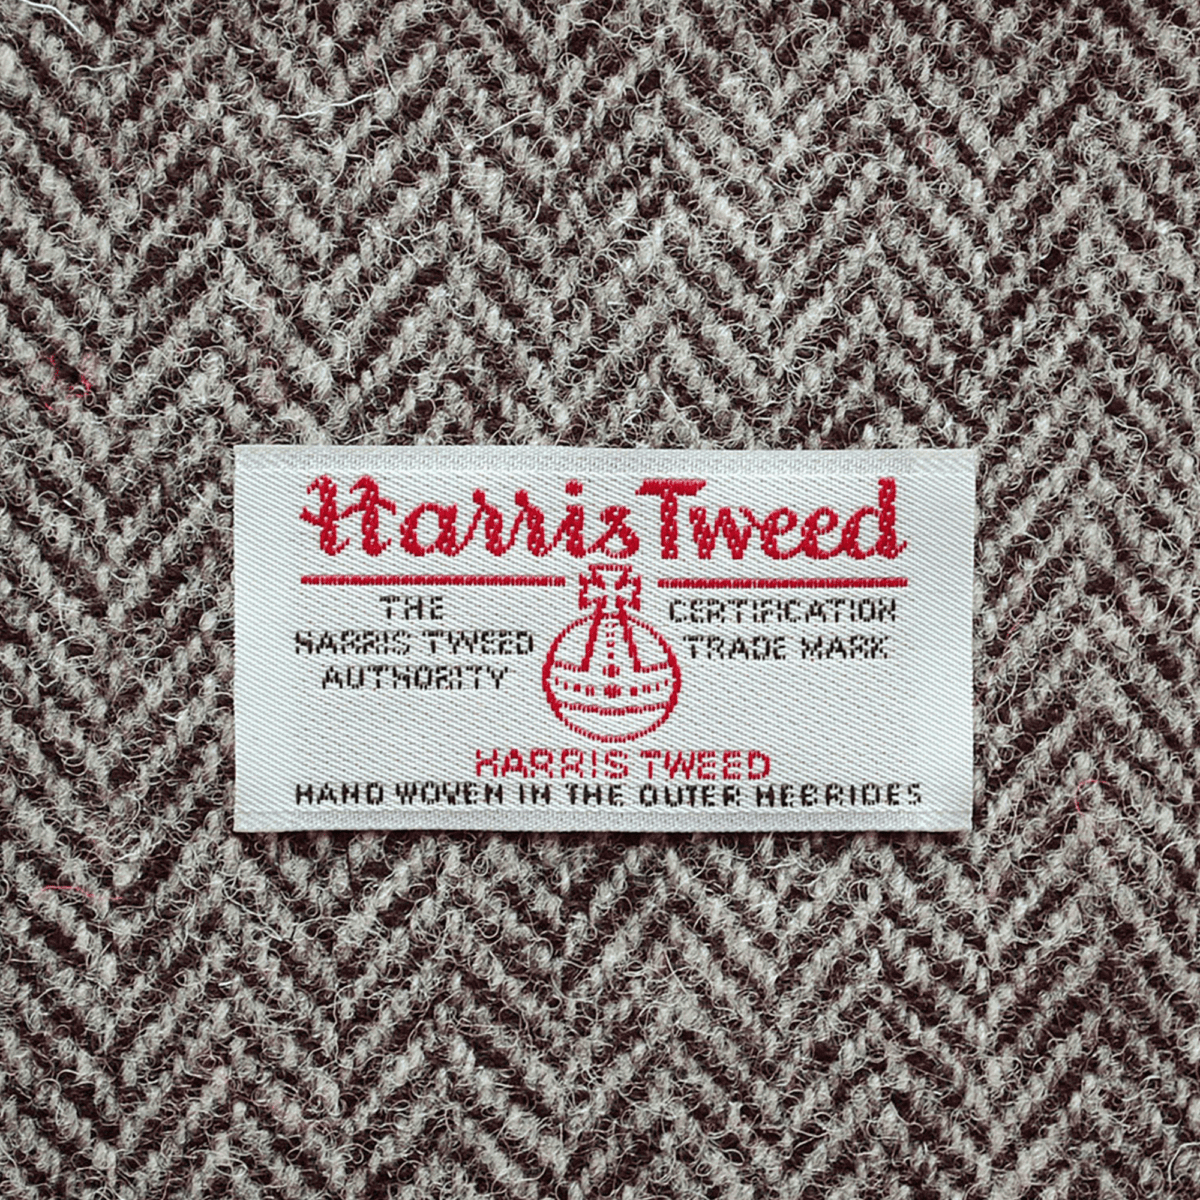 Harris Tweed
THE
HARRIS TWEED
AUTHORITY
CERTIFICATION
TRADE MARK
HARRIS TWEED
HAND WOVEN IN THE OUTER HEBRIDES